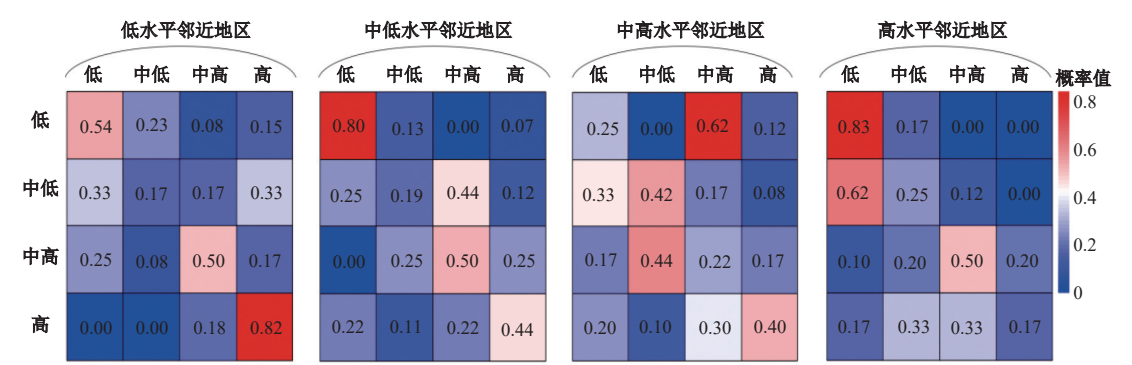 低水平邻近地区 中低水平邻近地区 中高水平邻近地区 高水平邻近地区
低 中低 中高 高 低 中低 中高 高 低 中低 中高 高 低 中低 中高 高 概率值
低 0.54 0.23 0.08 0.15 0.80 0.13 0.00 0.07 0.25 0.00 0.62 0.12 0.83 0.17 0.00 0.00 0.8
0.6
中低 0.33 0.17 0.17 0.33 0.25 0.19 0.44 0.12 0.33 0.42 0.17 0.08 0.62 0.25 0.12 0.00 0.4
中高 0.25 0.08 0.50 0.17 0.00 0.25 0.50 0.25 0.17 0.44 0.22 0.17 0.10 0.20 0.50 0.20 0.2
0
高 0.00 0.00 0.18 0.82 0.22 0.11 0.22 0.44 0.20 0.10 0.30 0.40 0.17 0.33 0.33 0.17